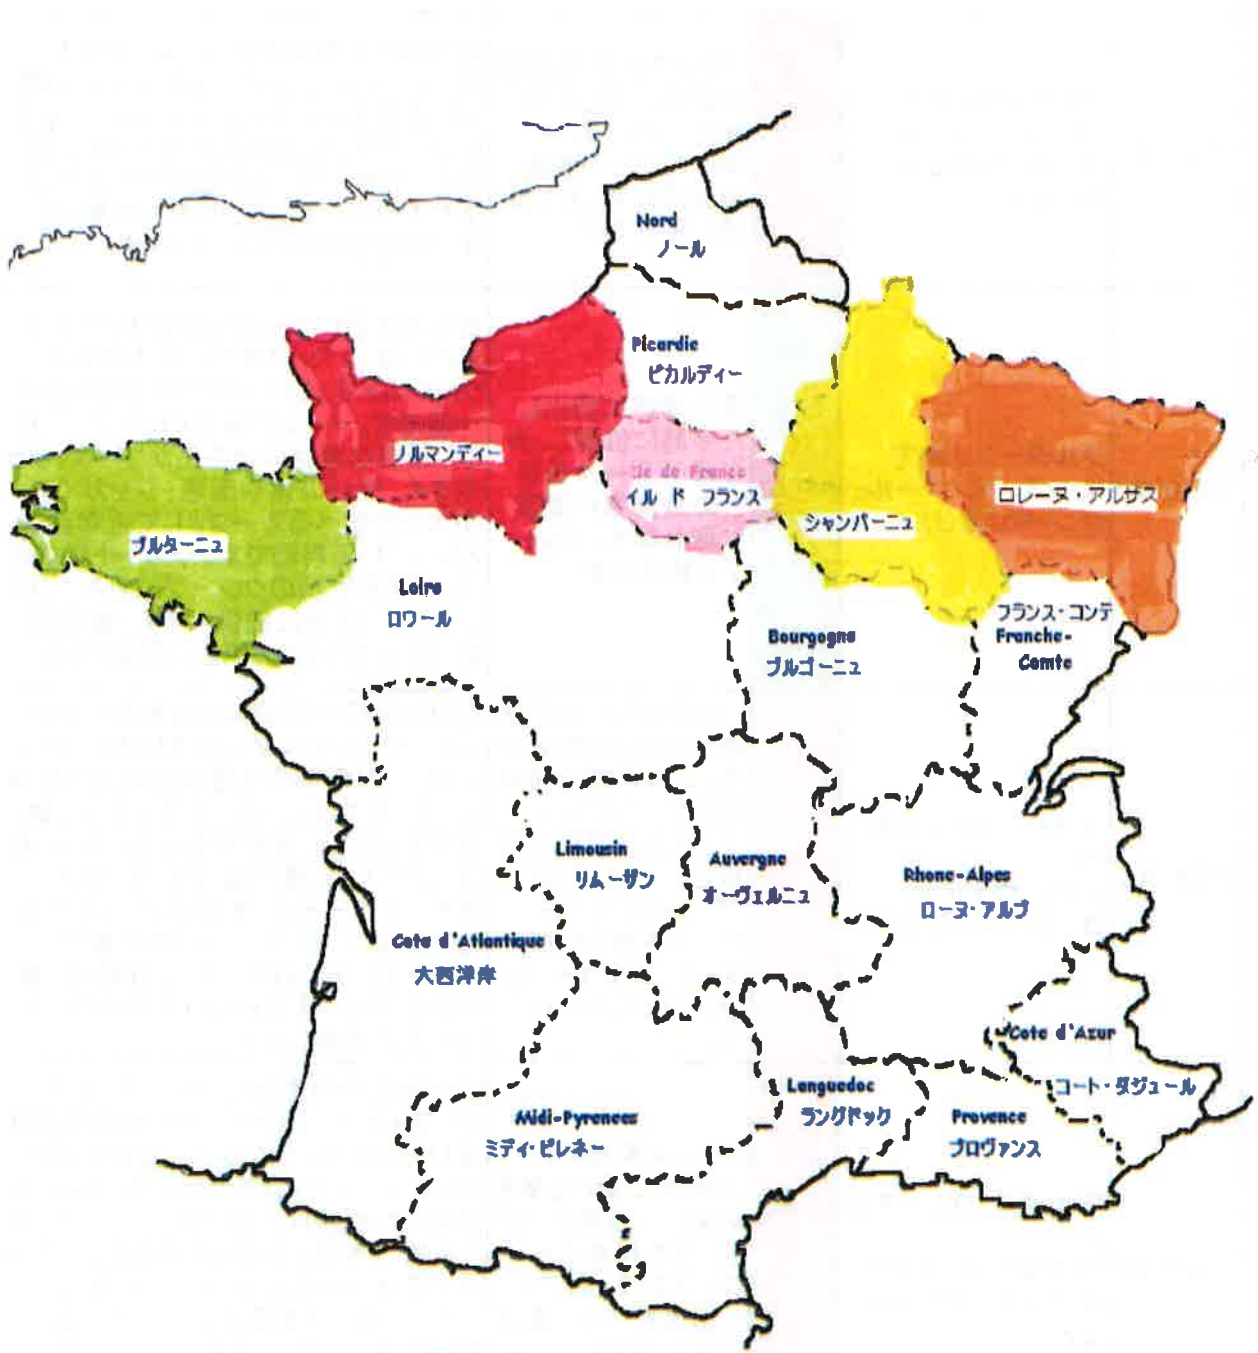 Nord
ノール
Picardie
ピカルディー
ノルマンディー
Ile de France
イル ド フランス
シャンパーニュ
ロレーヌ・アルザス
ブルターニュ
Loire
ロワール
Bourgogne
ブルゴーニュ
フランス・コンテ
Franche-
Comte
Limousin
リムーザン
Auvergne
オーヴェルニュ
Rhone-Alpes
ローヌ・アルプ
Cote d'Atlantique
大西洋岸
Cote d'Azur
コート・ダジュール
Languedoc
ラングドック
Provence
プロヴァンス
Midi-Pyrenees
ミディ・ピレネー